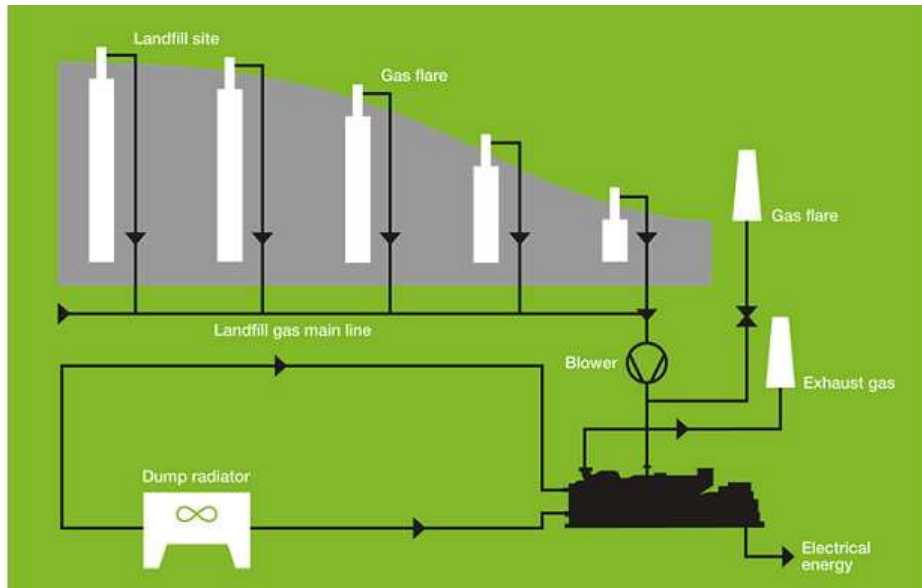 Landfill site
Gas flare
Gas flare
Landfill gas main line
Blower
Exhaust gas
Dump radiator
Electrical
energy